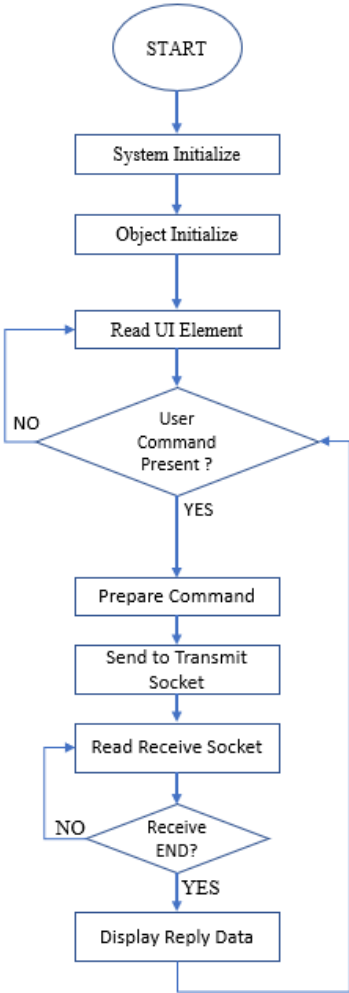 START
System Initialize
Object Initialize
Read UI Element
User
Command
Present ?
NO
YES
Prepare Command
Send to Transmit
Socket
Read Receive Socket
Receive
END?
NO
YES
Display Reply Data